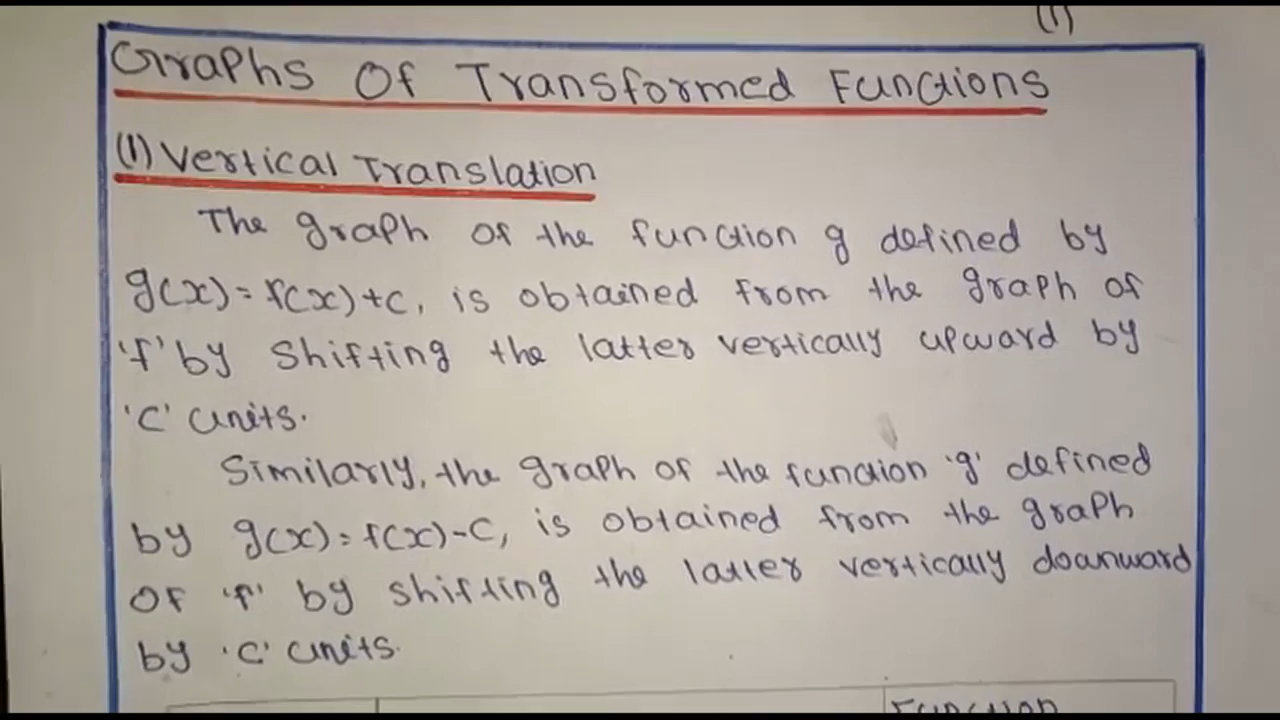 (1)
Graphs Of Transformed Functions
(1) Vertical Translation
The graph of the function g defined by
g(x) = f(x)+c, is obtained from the graph of
'f' by Shifting the latter vertically upward by
'C' units.
Similarly, the graph of the function 'g' defined
by g(x) = f(x)-C, is obtained from the graph
Of 'f' by shifting the latter vertically doanward
by 'C' units.
Function